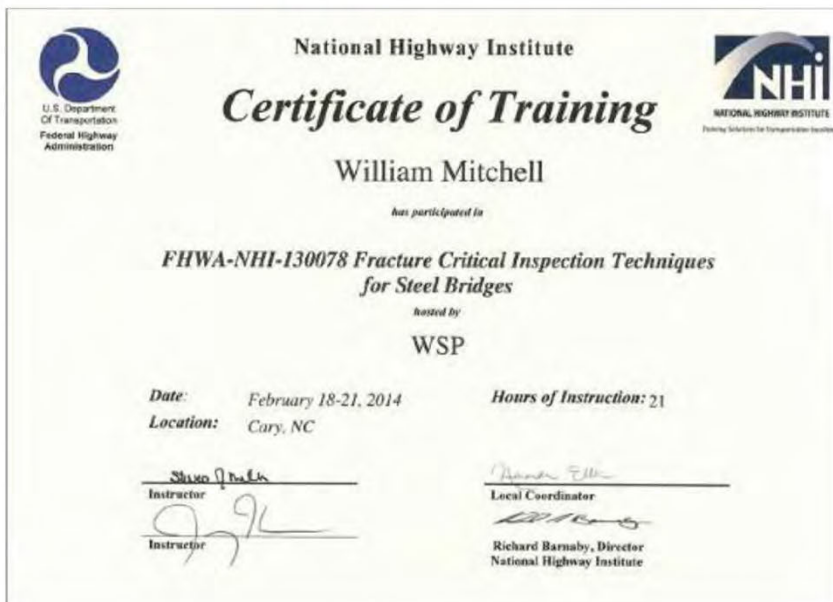 National Highway Institute
Certificate of Training
U.S. Department
Of Transportation
Federal Highway
Administration
NHI
NATIONAL HIGHWAY INSTITUTE
William Mitchell
has participated in
FHWA-NHI-130078 Fracture Critical Inspection Techniques
for Steel Bridges
hosted by
WSP
Date: February 18-21, 2014
Hours of Instruction: 21
Location: Cary, NC
Instructor
Local Coordinator
Instructor
Richard Barnaby, Director
National Highway Institute